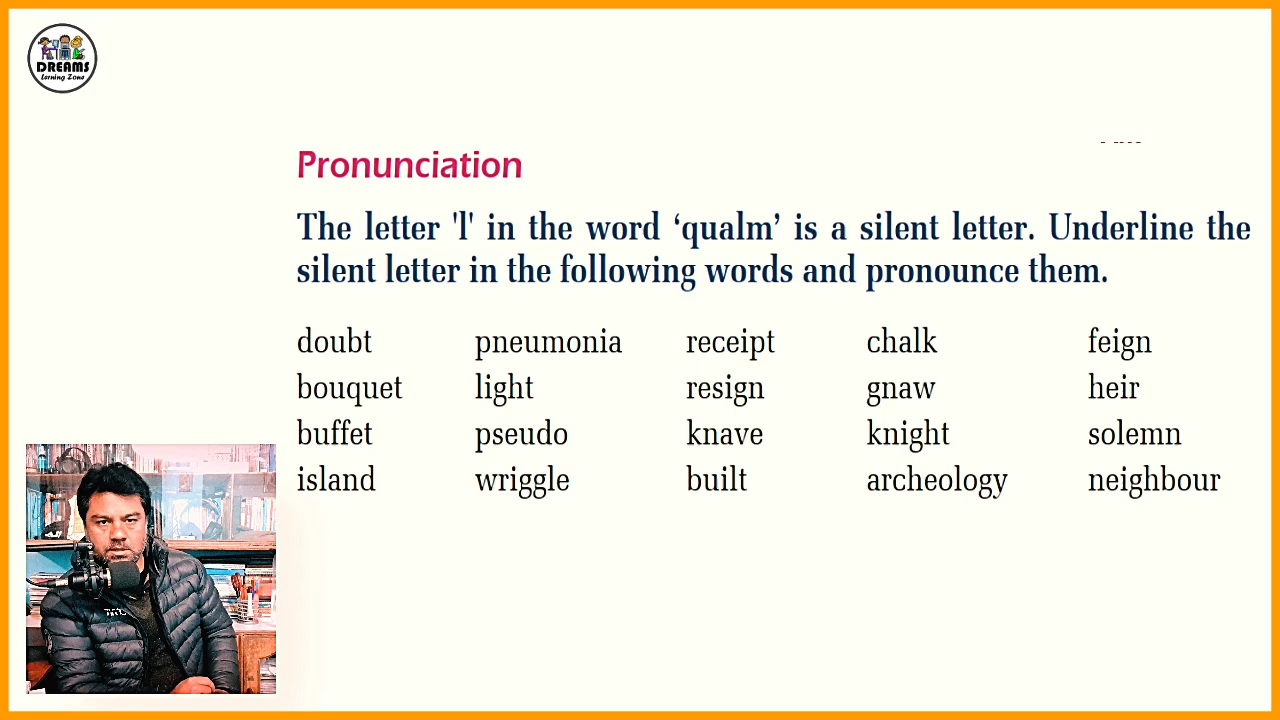 DREAMS
Lerning Zone
Pronunciation
The letter 'l' in the word ‘qualm’ is a silent letter. Underline the
silent letter in the following words and pronounce them.
doubt pneumonia receipt chalk feign
bouquet light resign gnaw heir
buffet pseudo knave knight solemn
island wriggle built archeology neighbour